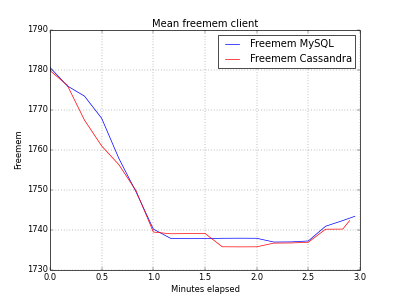 Mean freemem client
1790
1780
1770
1760
1750
1740
1730
Freemem
Freemem MySQL
Freemem Cassandra
0.0 0.5 1.0 1.5 2.0 2.5 3.0
Minutes elapsed